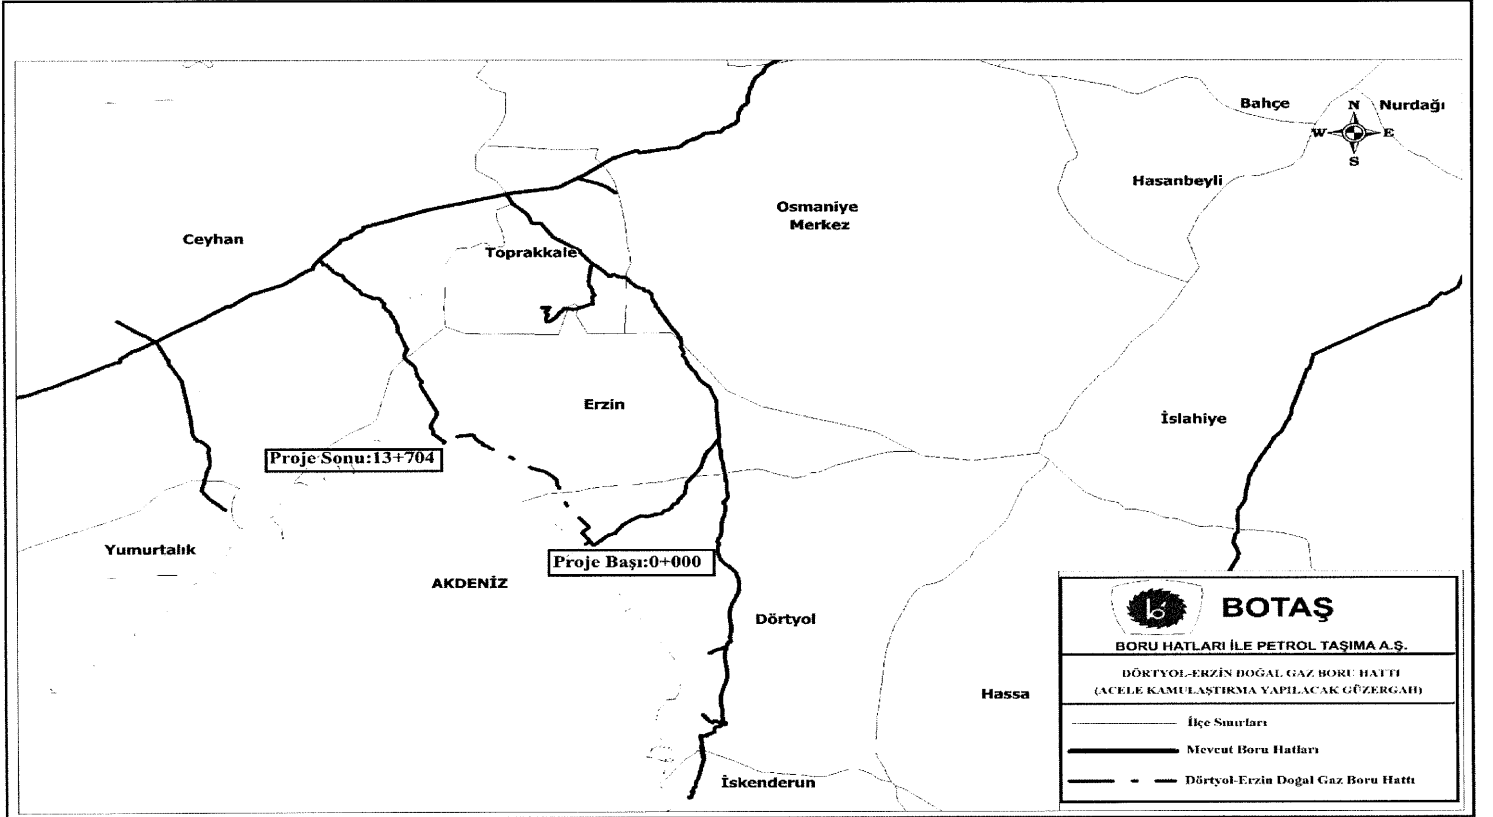 Bahçe
Nurdağı
N
W
E
S
Hasanbeyli
Osmaniye
Merkez
Ceyhan
Toprakkale
Erzin
İslahiye
Proje Sonu:13+704
Yumurtalık
Proje Başı:0+000
AKDENİZ
Dörtyol
Hassa
İskenderun
BOTAŞ
BORU HATLARI İLE PETROL TAŞIMA A.Ş.
DÖRTYOL-ERZİN DOĞAL GAZ BORU HATTI
(ACELE KAMULAŞTIRMA YAPILACAK GÜZERGAH)
İlçe Sınırları
Mevcut Boru Hatları
Dörtyol-Erzin Doğal Gaz Boru Hattı